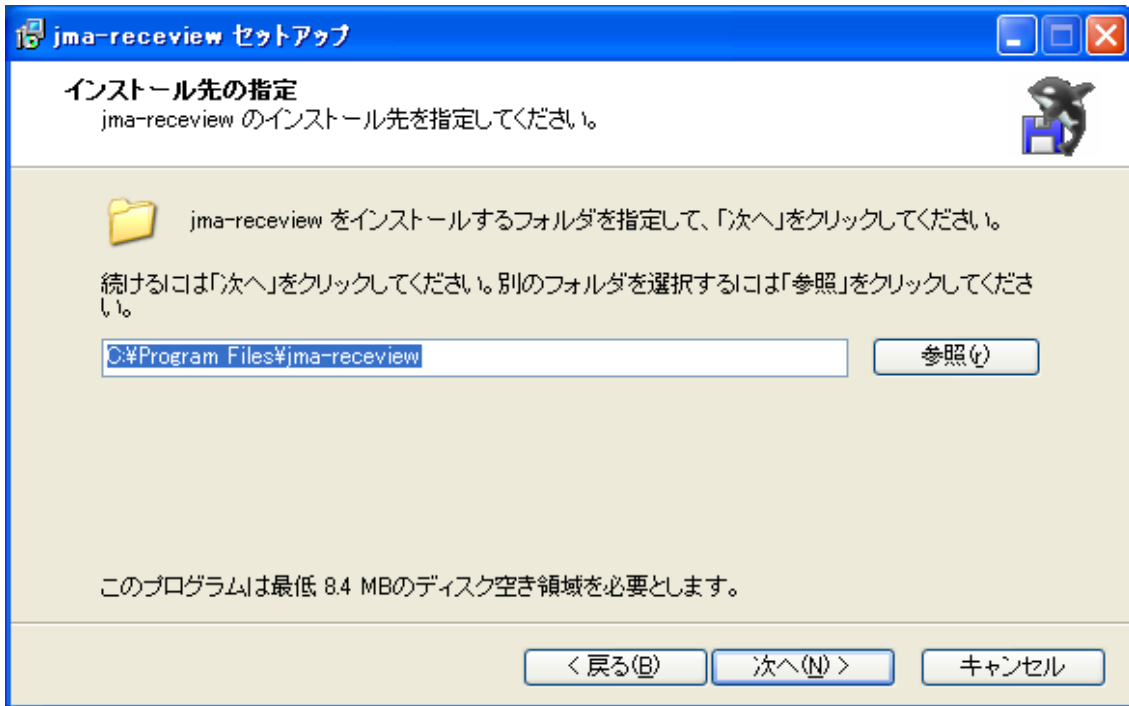 jma-receview セットアップ
インストール先の指定
jma-receview のインストール先を指定してください。
jma-receview をインストールするフォルダを指定して、「次へ」をクリックしてください。
続けるには「次へ」をクリックしてください。別のフォルダを選択するには「参照」をクリックしてくださ
い。
C:¥Program Files¥jma-receview
参照(r)
このプログラムは最低 8.4 MBのディスク空き領域を必要とします。
< 戻る(B)
次へ(N) >
キャンセル